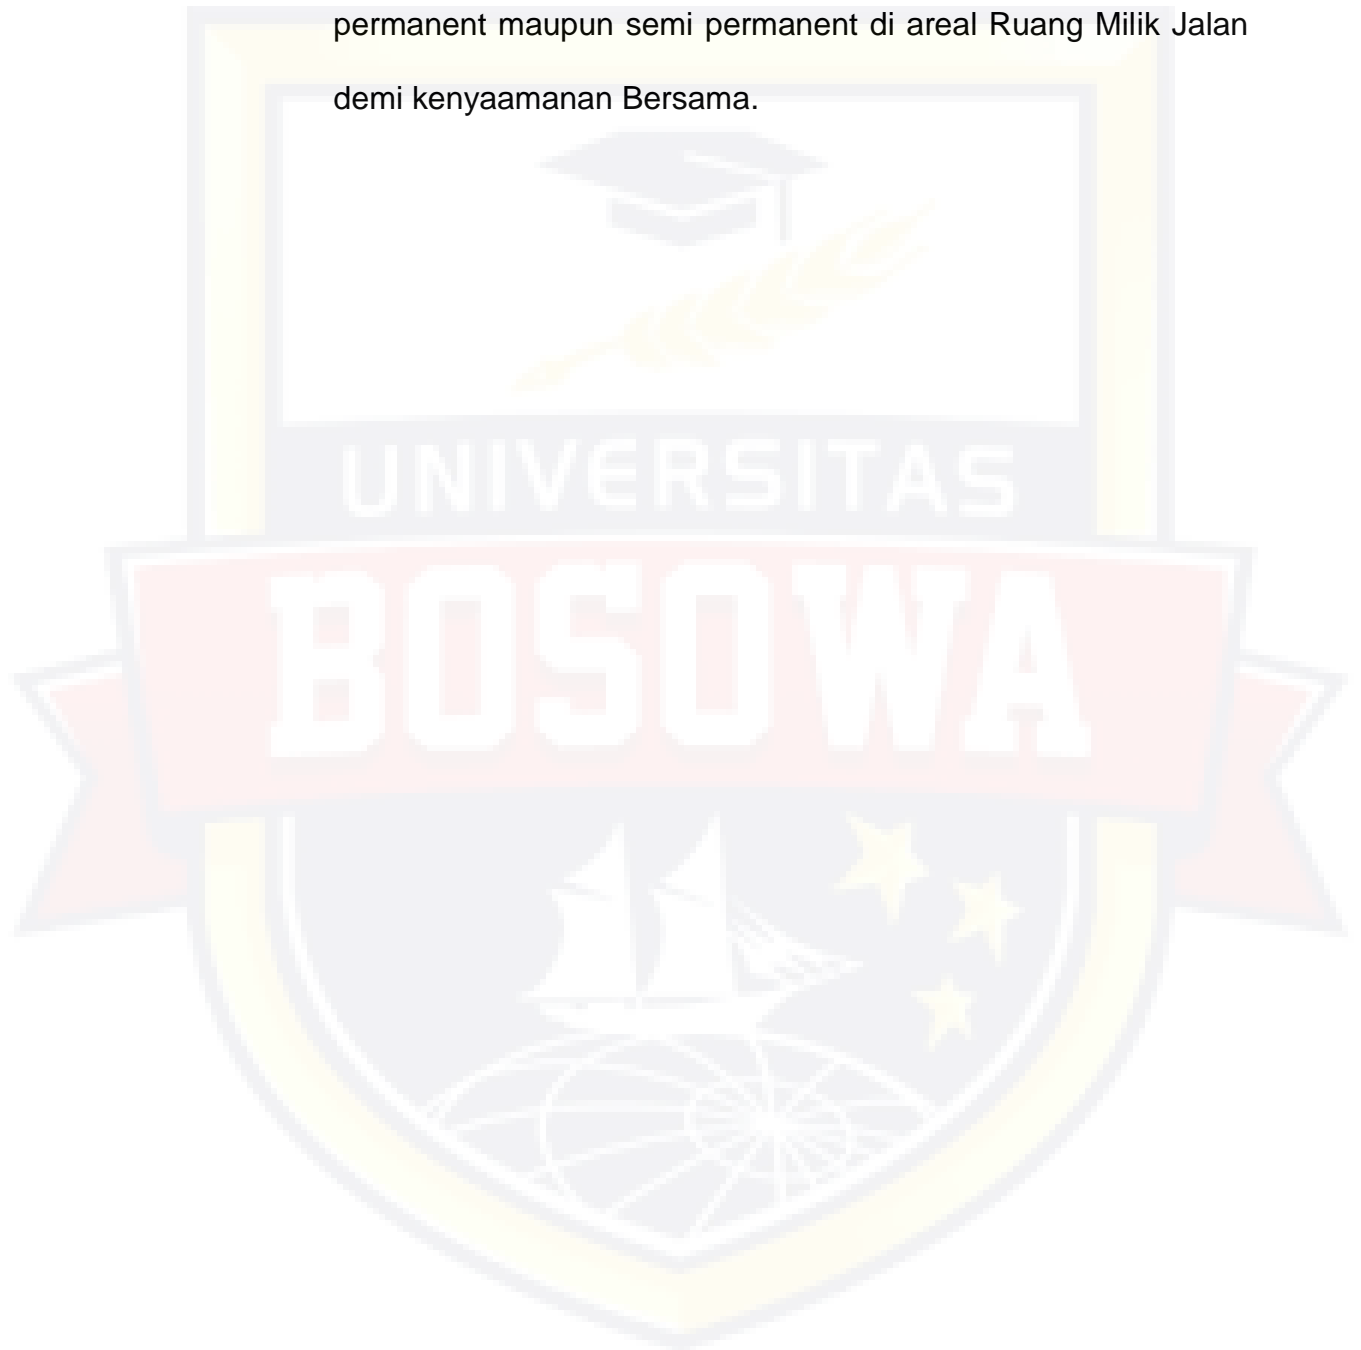 permanent maupun semi permanent di areal Ruang Milik Jalan
demi kenyaamanan Bersama.
UNIVERSITAS
BOSOWA